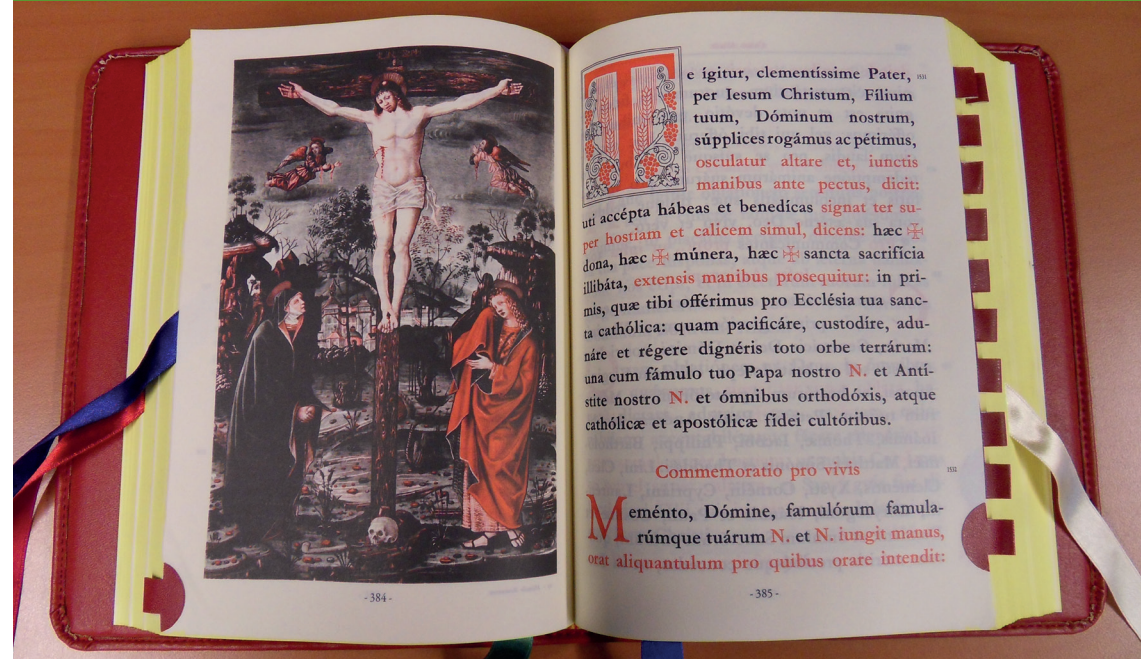 - 384 -
Te ígitur, clementíssime Pater,
per Iesum Christum, Fílium
tuum, Dóminum nostrum,
súpplices rogámus ac pétimus,
osculatur altare et, iunctis
manibus ante pectus, dicit:
uti accépta hábeas et benedícas signat ter su-
per hostiam et calicem simul, dicens: hæc ✠
dona, hæc ✠ múnera, hæc ✠ sancta sacrifícia
illibáta, extensis manibus prosequitur: in pri-
mis, quæ tibi offérimus pro Ecclésia tua sanc-
ta cathólica: quam pacificáre, custodíre, adu-
náre et régere dignéris toto orbe terrárum:
una cum fámulo tuo Papa nostro N. et Antí-
stite nostro N. et ómnibus orthodóxis, atque
cathólicæ et apostólicæ fídei cultóribus.
Commemoratio pro vivis
Meménto, Dómine, famulórum famula-
rúmque tuárum N. et N. iungit manus,
orat aliquantulum pro quibus orare intendit:
- 385 -